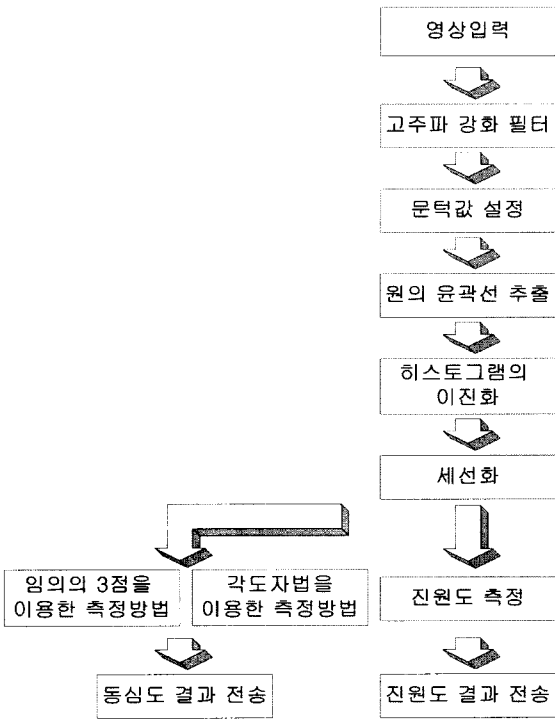 영상입력
고주파 강화 필터
문턱값 설정
원의 윤곽선 추출
히스토그램의
이진화
세선화
임의의 3점을
이용한 측정방법
각도자법을
이용한 측정방법
진원도 측정
동심도 결과 전송
진원도 결과 전송